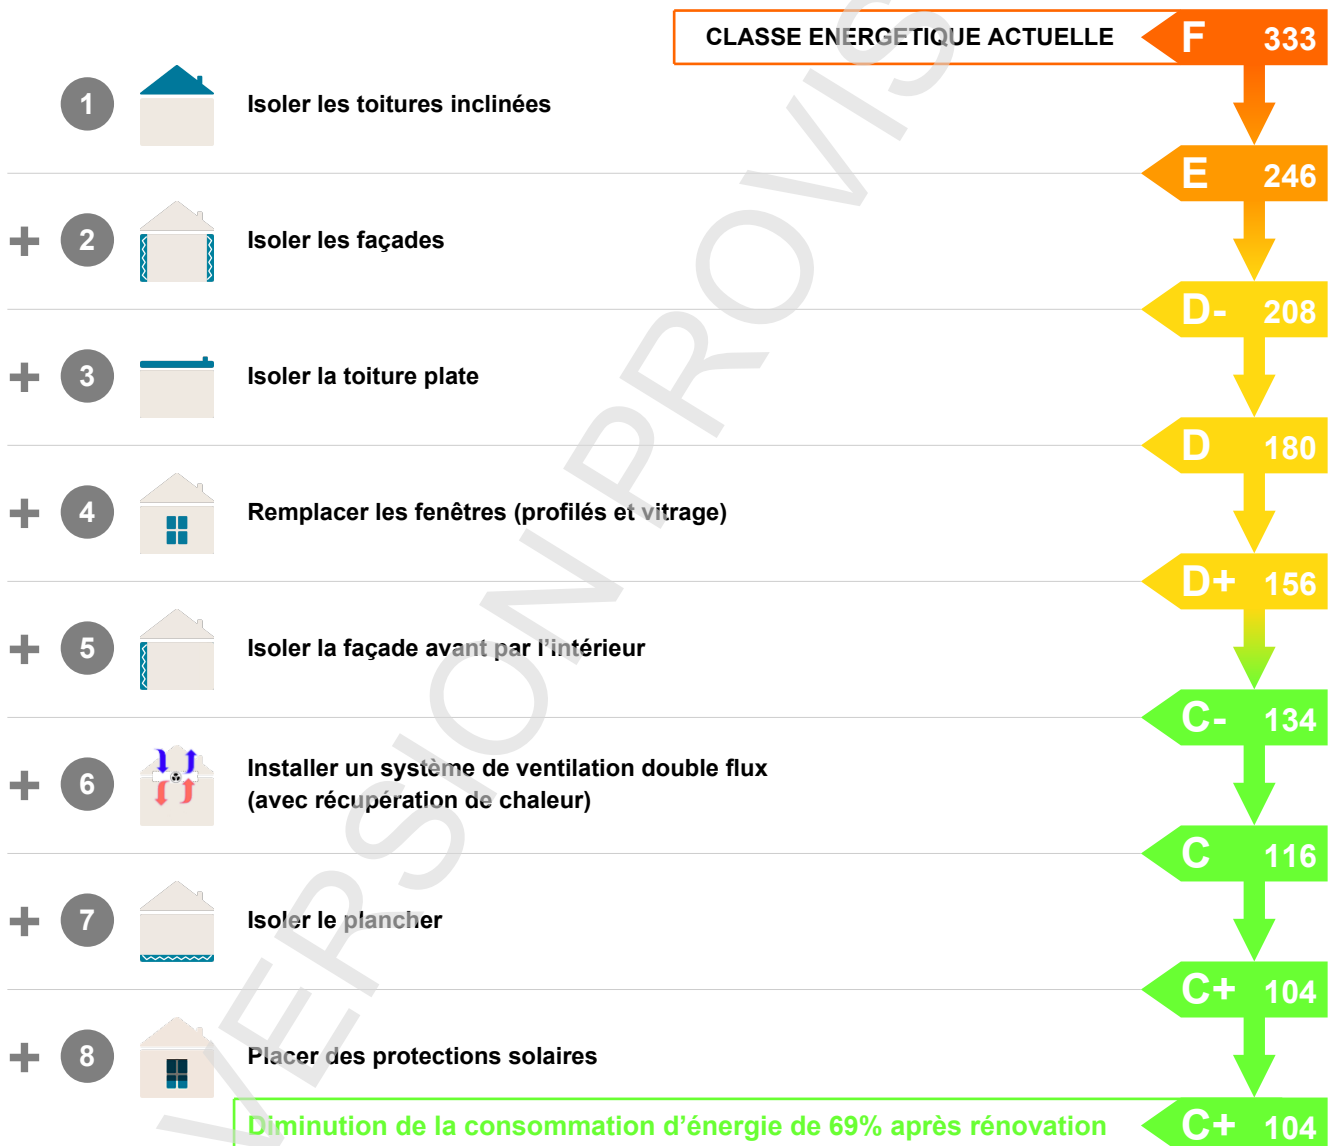 CLASSE ENERGETIQUE ACTUELLE F 333
1 Isoler les toitures inclinées
E 246
+ 2 Isoler les façades
D- 208
+ 3 Isoler la toiture plate
D 180
+ 4 Remplacer les fenêtres (profilés et vitrage)
D+ 156
+ 5 Isoler la façade avant par l'intérieur
C- 134
+ 6 Installer un système de ventilation double flux
(avec récupération de chaleur)
C 116
+ 7 Isoler le plancher
C+ 104
+ 8 Placer des protections solaires
Diminution de la consommation d'énergie de 69% après rénovation C+ 104
VERSION PROVIS